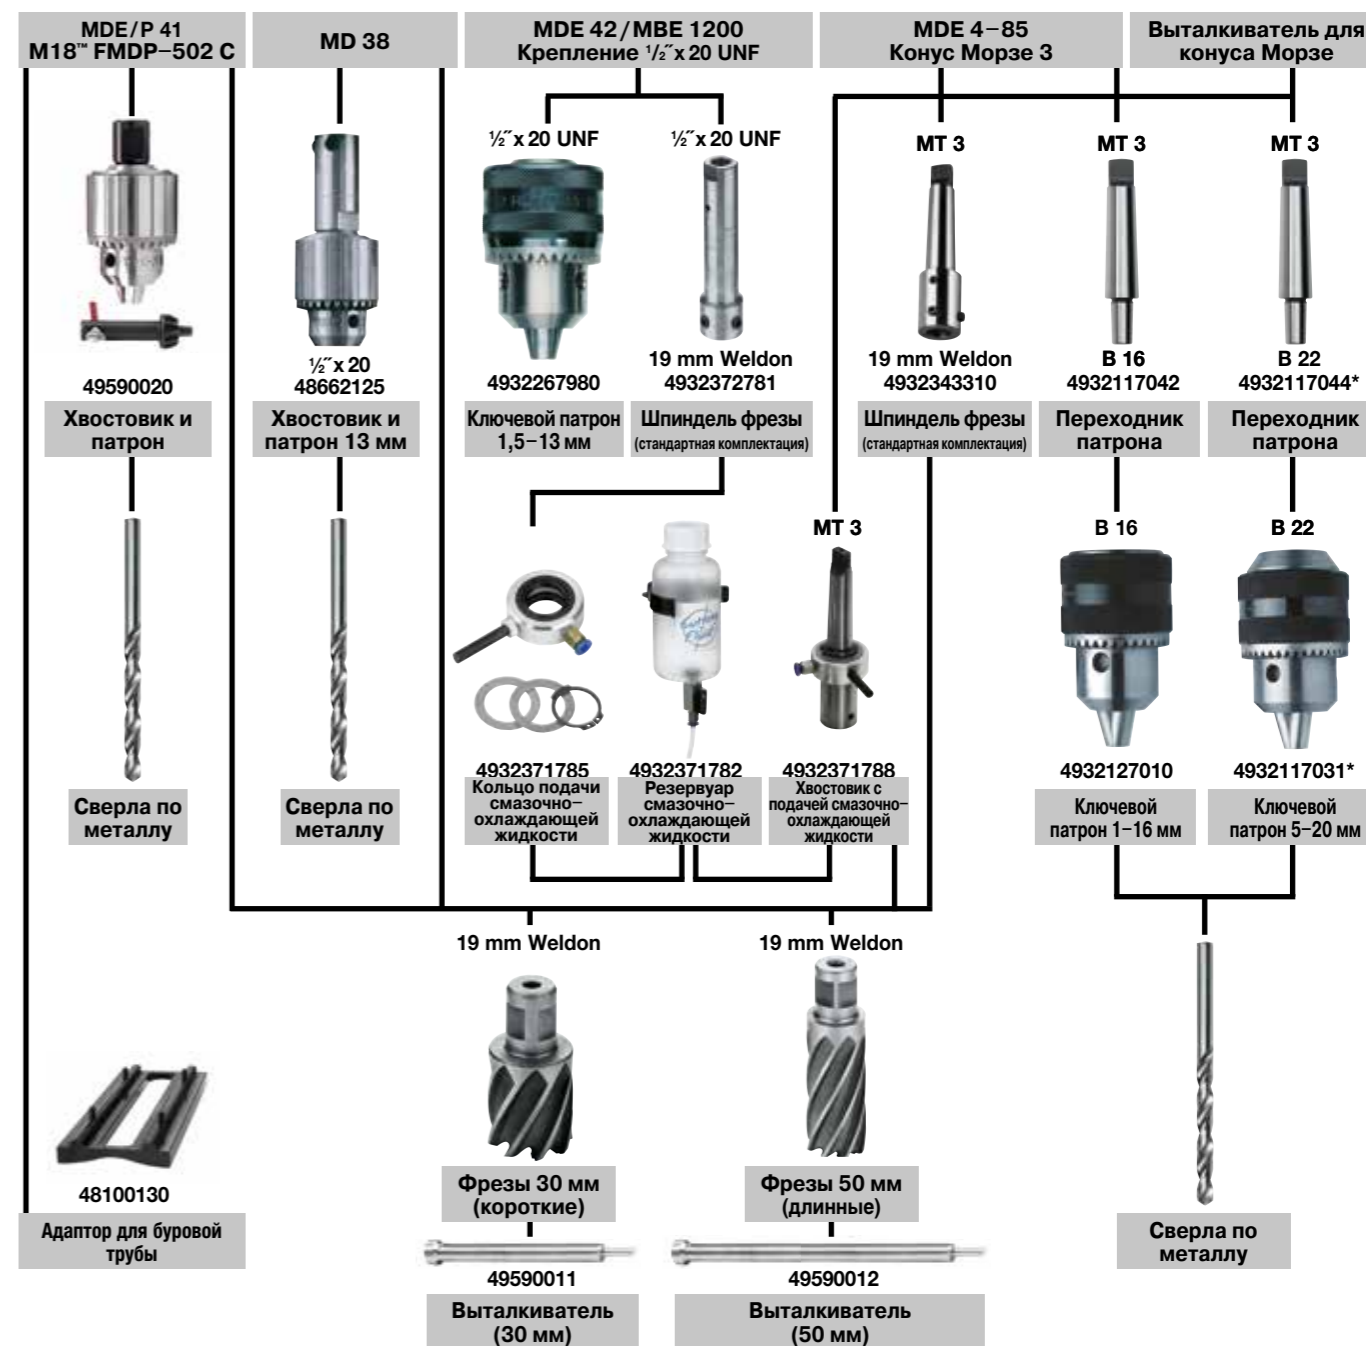 MDE/P 41
M18™ FMDP–502 C
MD 38
MDE 42/MBE 1200
Крепление ½˝x 20 UNF
MDE 4–85
Конус Морзе 3
Выталкиватель для
конуса Морзе
½˝x 20 UNF
½˝x 20 UNF
MT 3
MT 3
MT 3
½˝x 20
19 mm Weldon
19 mm Weldon
B 16
B 22
49590020
48662125
4932267980
4932372781
4932343310
4932117042
4932117044*
Хвостовик и
патрон
Хвостовик и
патрон 13 мм
Ключевой патрон
1,5–13 мм
Шпиндель фрезы
(стандартная комплектация)
Шпиндель фрезы
(стандартная комплектация)
Переходник
патрона
Переходник
патрона
MT 3
B 16
B 22
Cutting
Fluid
4932371785
4932371782
4932371788
4932127010
4932117031*
Сверла по
металлу
Сверла по
металлу
Кольцо подачи
смазочно–
охлаждающей
жидкости
Резервуар
смазочно–
охлаждающей
жидкости
Хвостовик с
подачей смазочно–
охлаждающей
жидкости
Ключевой
патрон 1–16 мм
Ключевой
патрон 5–20 мм
19 mm Weldon
19 mm Weldon
48100130
Адаптор для буровой
трубы
Фрезы 30 мм
(короткие)
Фрезы 50 мм
(длинные)
Сверла по
металлу
49590011
49590012
Выталкиватель
(30 мм)
Выталкиватель
(50 мм)